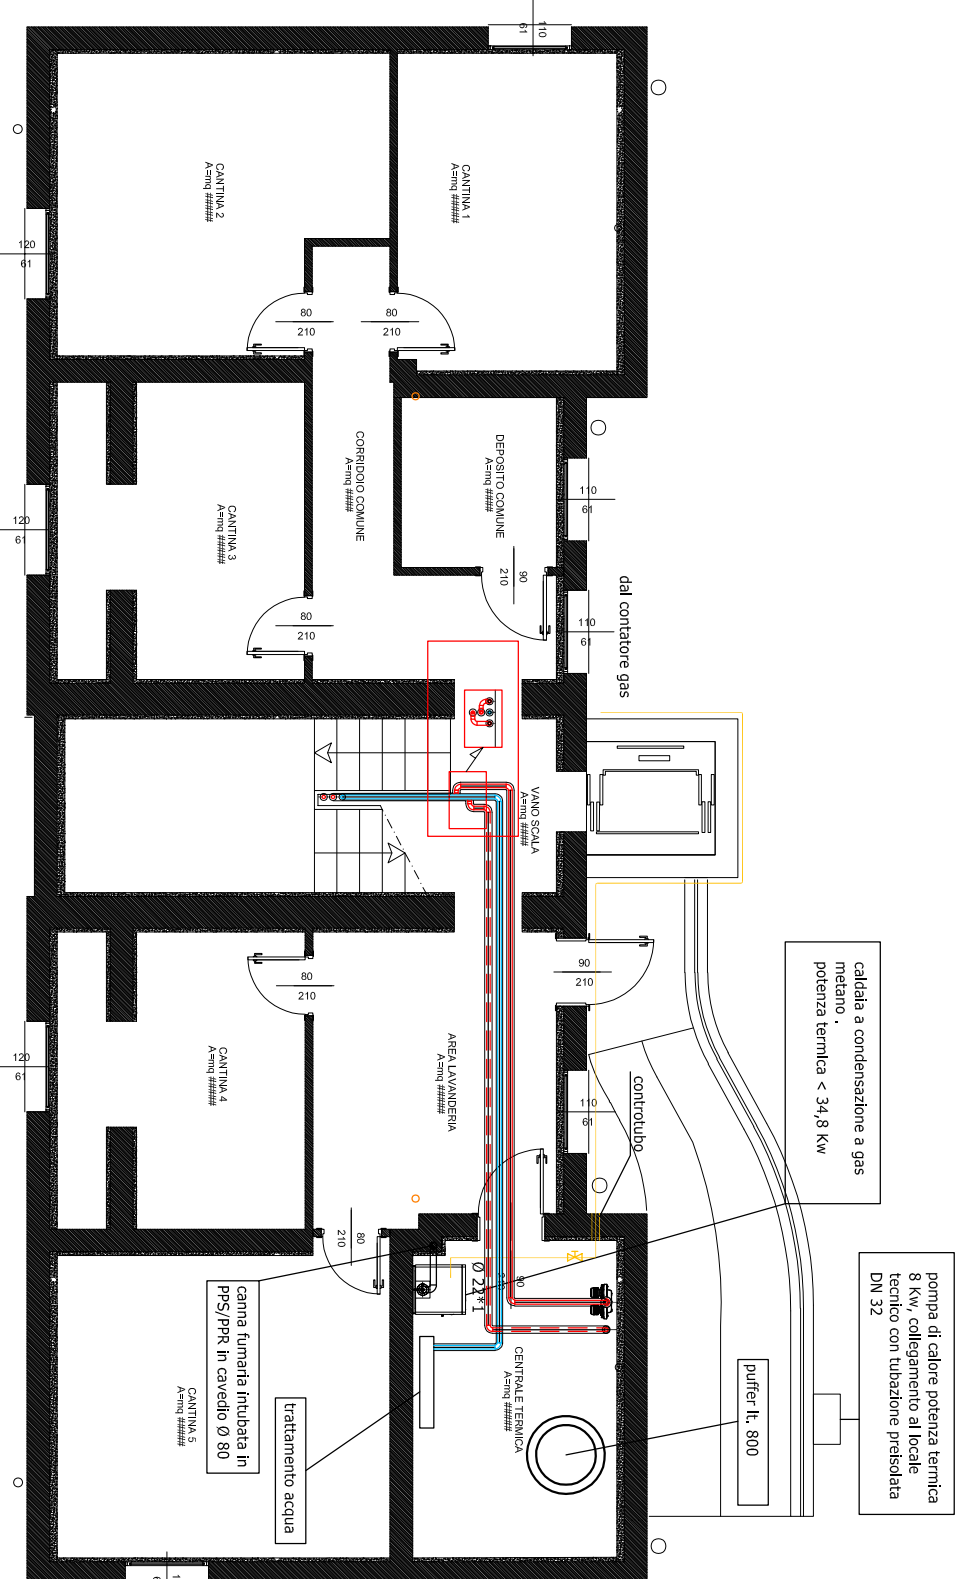 110
61
CANTINA 1
A=mq #####
CANTINA 2
A=mq #####
120
61
80
210
80
210
CORRIDOIO COMUNE
A=mq #####
DEPOSITO COMUNE
A=mq #####
110
61
CANTINA 3
A=mq #####
120
61
90
210
80
210
110
61
dal contatore gas
VANO SCALA
A=mq #####
caldaia a condensazione a gas
metano .
potenza termica < 34,8 Kw
90
210
80
210
AREA LAVANDERIA
A=mq #####
CANTINA 4
A=mq #####
120
61
110
61
controtubo
80
210
90
Ø 22*1
canna fumaria intubata in
PPS/PPR in cavedio Ø 80
pompa di calore potenza termica
8 Kw, collegamento al locale
tecnico con tubazione preisolata
DN 32
puffer lt. 800
CENTRALE TERMICA
A=mq #####
trattamento acqua
CANTINA 5
A=mq #####